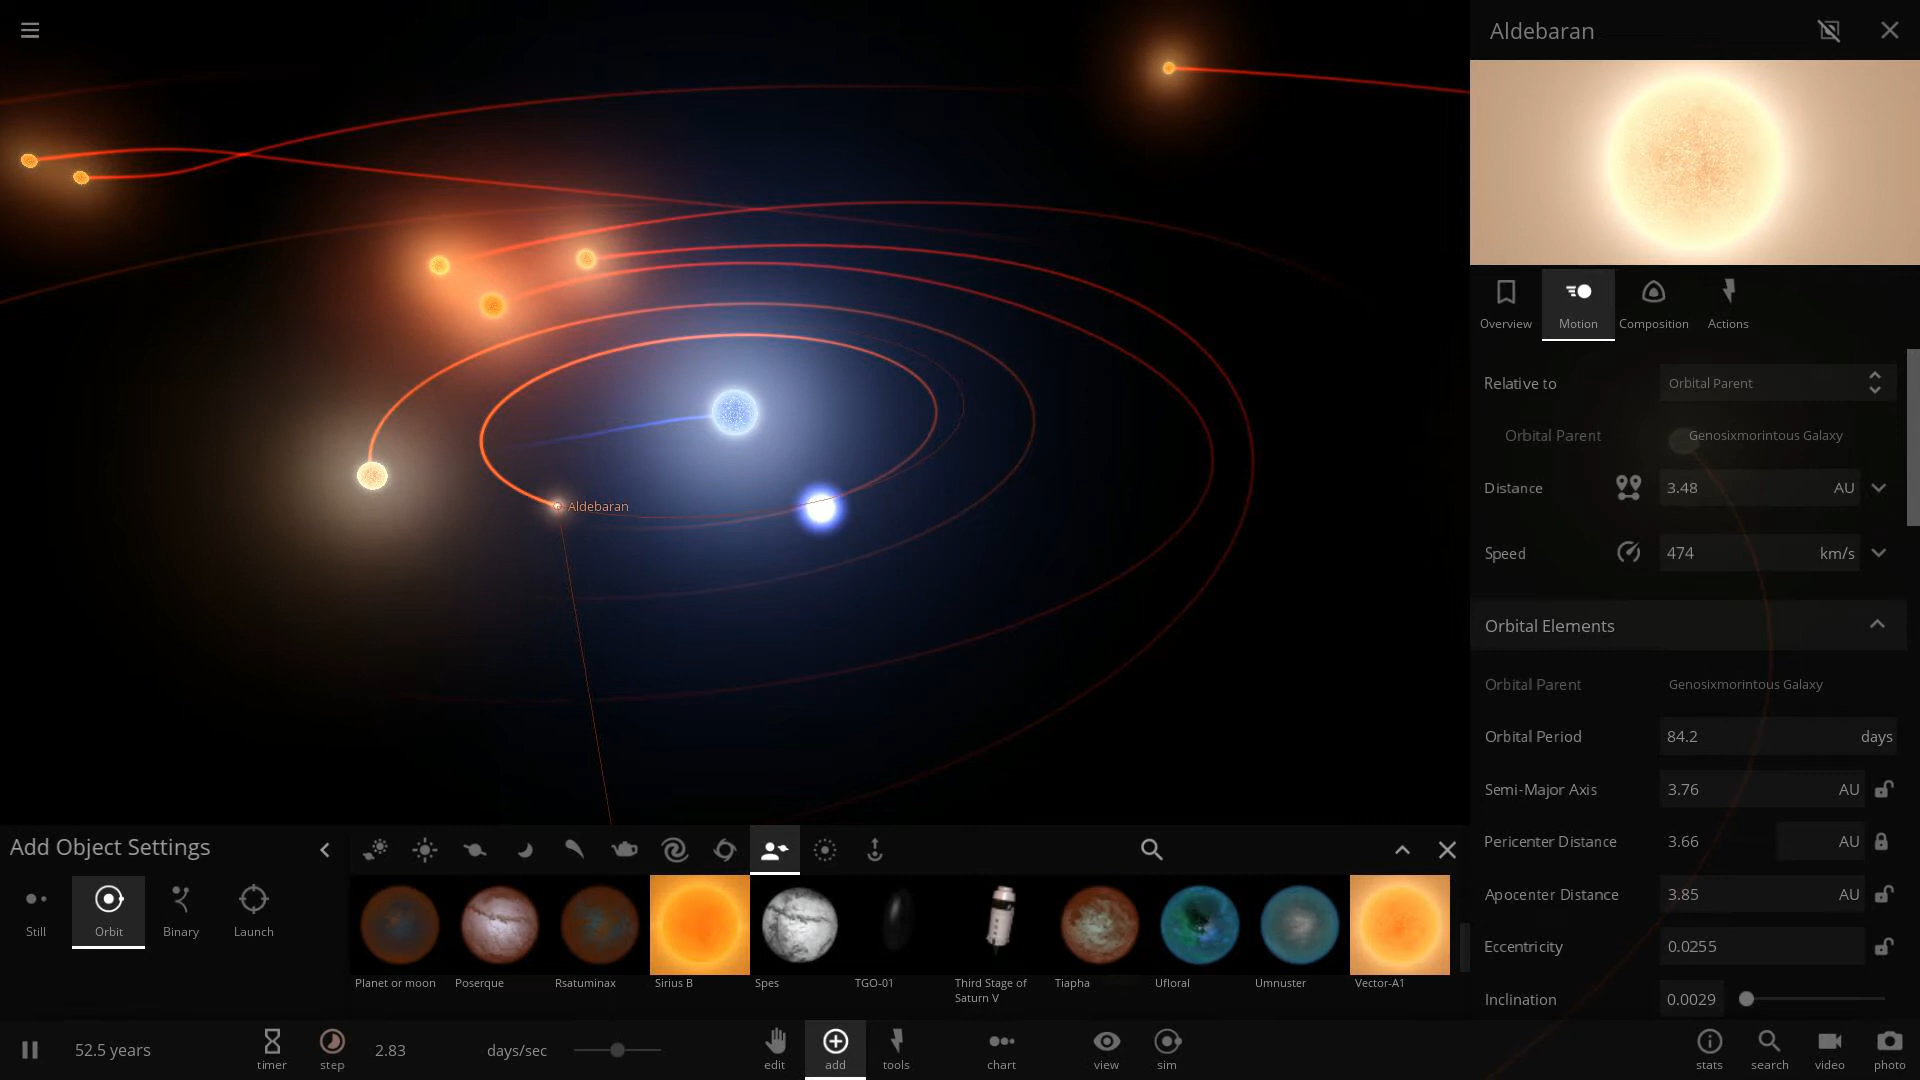 Aldebaran
Overview
Motion
Composition
Actions
Relative to
Orbital Parent
Orbital Parent
Genosixmorintous Galaxy
Distance
3.48 AU
Speed
474 km/s
Orbital Elements
Orbital Parent
Genosixmorintous Galaxy
Orbital Period
84.2 days
Semi-Major Axis
3.76 AU
Pericenter Distance
3.66 AU
Apocenter Distance
3.85 AU
Eccentricity
0.0255
Inclination
0.0029
Aldebaran
Add Object Settings
Still
Orbit
Binary
Launch
Planet or moon
Poserque
Rsatuminax
Sirius B
Spes
TGO-01
Third Stage of
Saturn V
Tiapha
Ufloral
Umnuster
Vector-A1
52.5 years
timer
step
2.83
days/sec
edit
add
tools
chart
view
sim
stats
search
video
photo